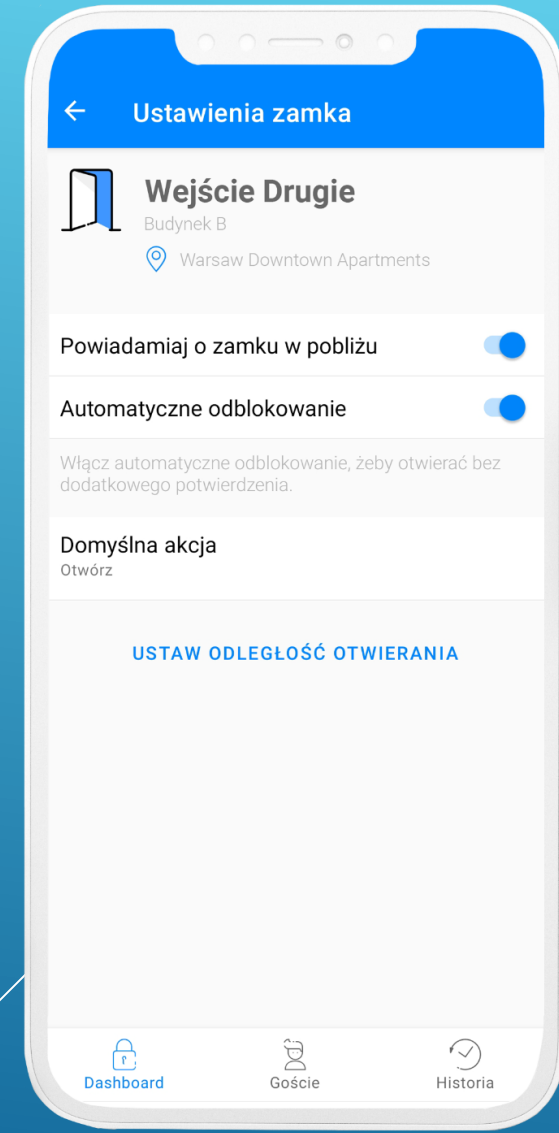 Ustawienia zamka
Wejście Drugie
Budynek B
Warsaw Downtown Apartments
Powiadamiaj o zamku w pobliżu
Automatyczne odblokowanie
Włącz automatyczne odblokowanie, żeby otwierać bez
dodatkowego potwierdzenia.
Domyślna akcja
Otwórz
USTAW ODLEGŁOŚĆ OTWIERANIA
Dashboard
Goście
Historia